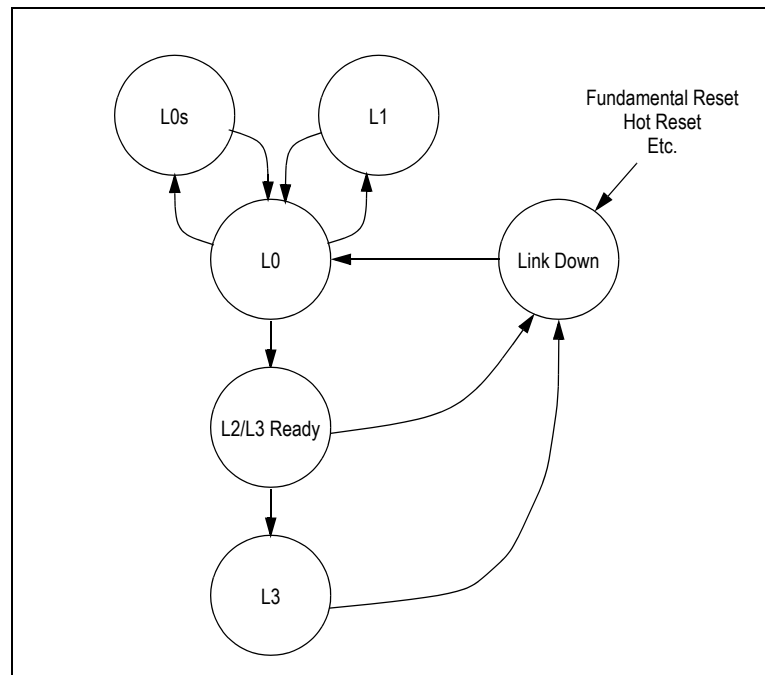 L0s
L1
Fundamental Reset
Hot Reset
Etc.
L0
Link Down
L2/L3 Ready
L3